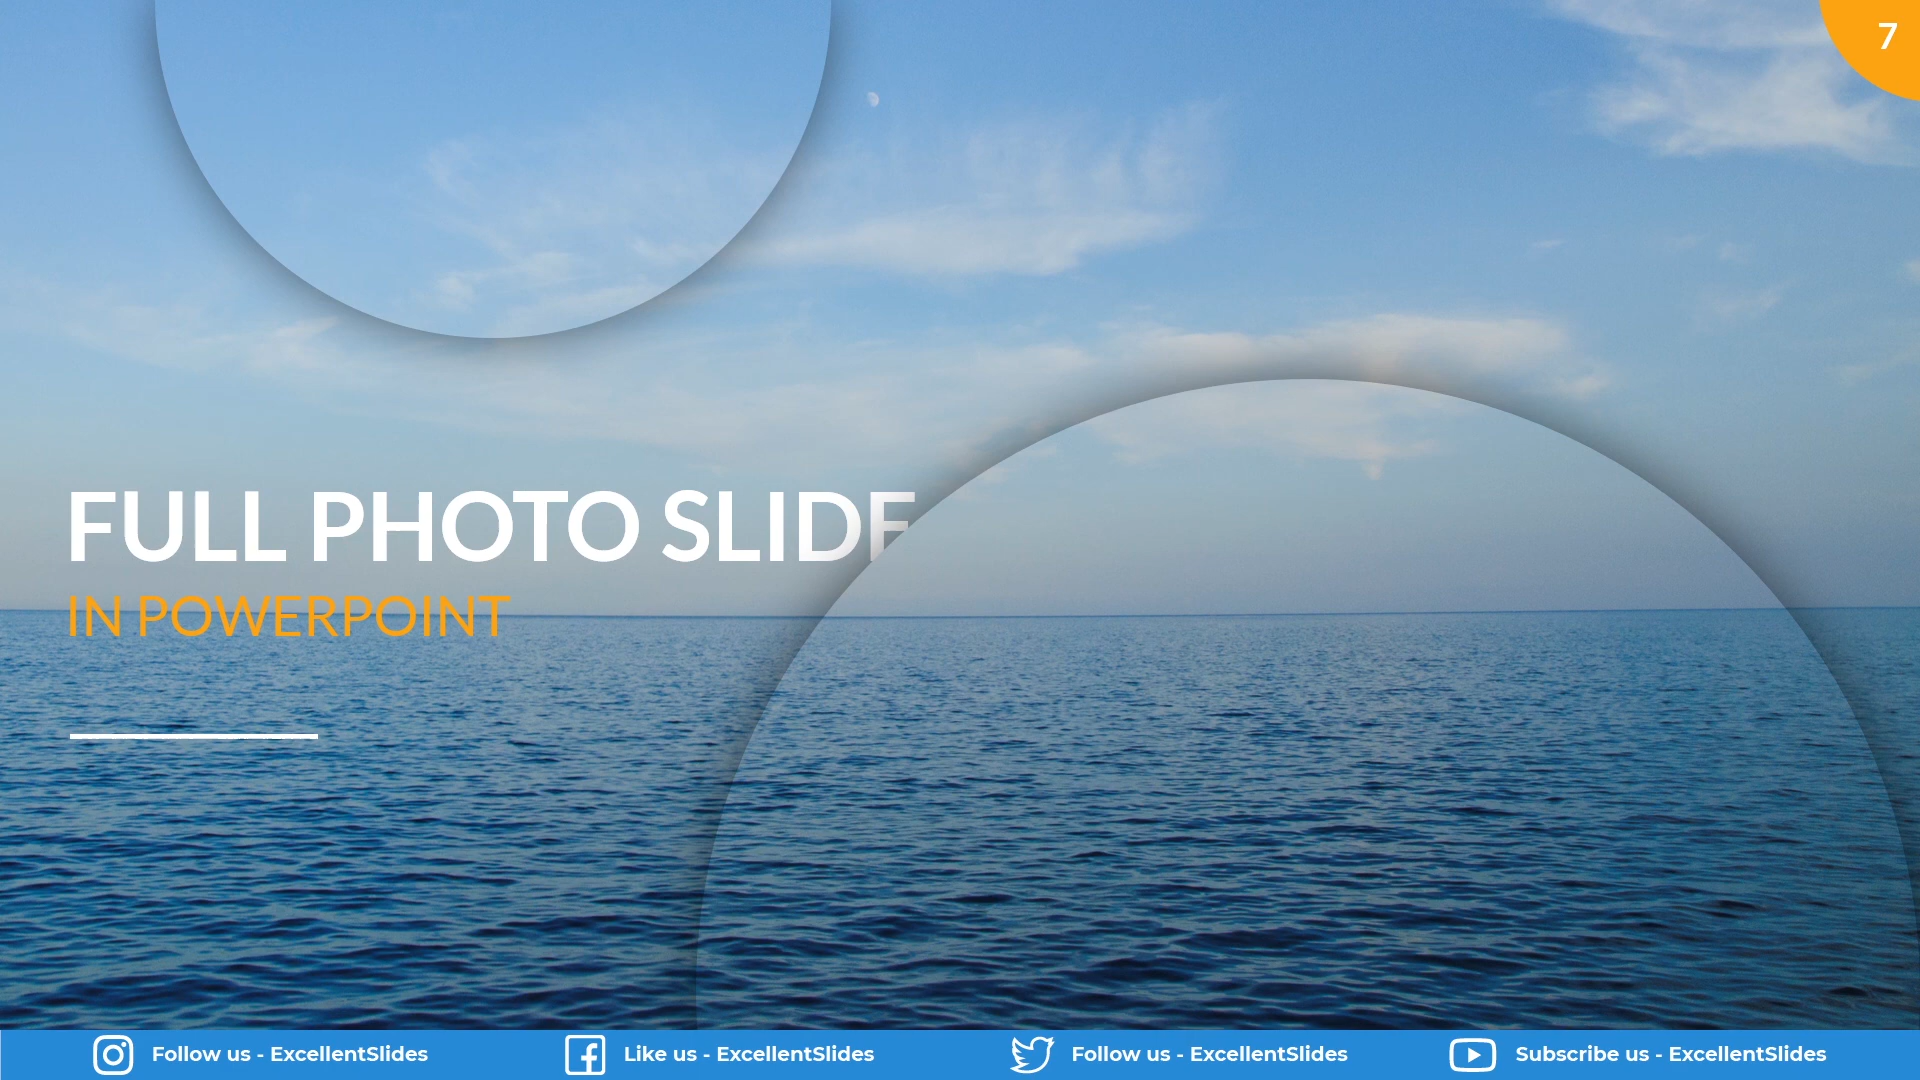 7
FULL PHOTO SLIDE
IN POWERPOINT
Follow us - ExcellentSlides
Like us - ExcellentSlides
Follow us - ExcellentSlides
Subscribe us - ExcellentSlides